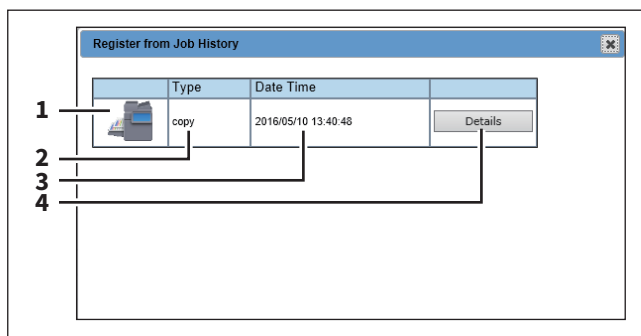 Register from Job History
Type Date Time
1
copy 2016/05/10 13:40:48 Details
2
3
4